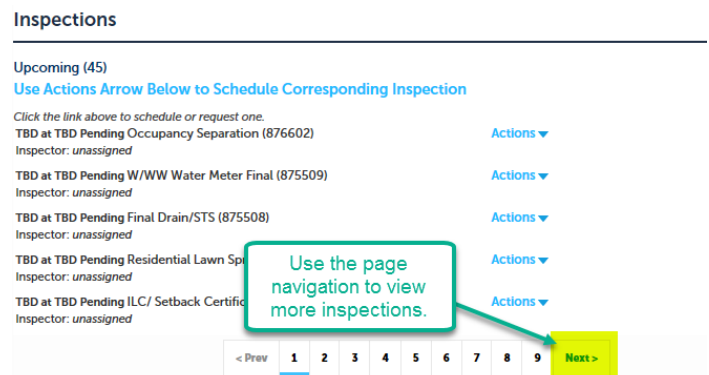 Inspections
Upcoming (45)
Use Actions Arrow Below to Schedule Corresponding Inspection
Click the link above to schedule or request one.
TBD at TBD Pending Occupancy Separation (876602) Actions
Inspector: unassigned
TBD at TBD Pending W/WW Water Meter Final (875509) Actions
Inspector: unassigned
TBD at TBD Pending Final Drain/STS (875508) Actions
Inspector: unassigned
TBD at TBD Pending Residential Lawn Actions
Inspector: unassigned
TBD at TBD Pending ILC/ Setback Actions
Inspector: unassigned
Use the page
navigation to view
more inspections.
< Prev 1 2 3 4 5 6 7 8 9 Next >